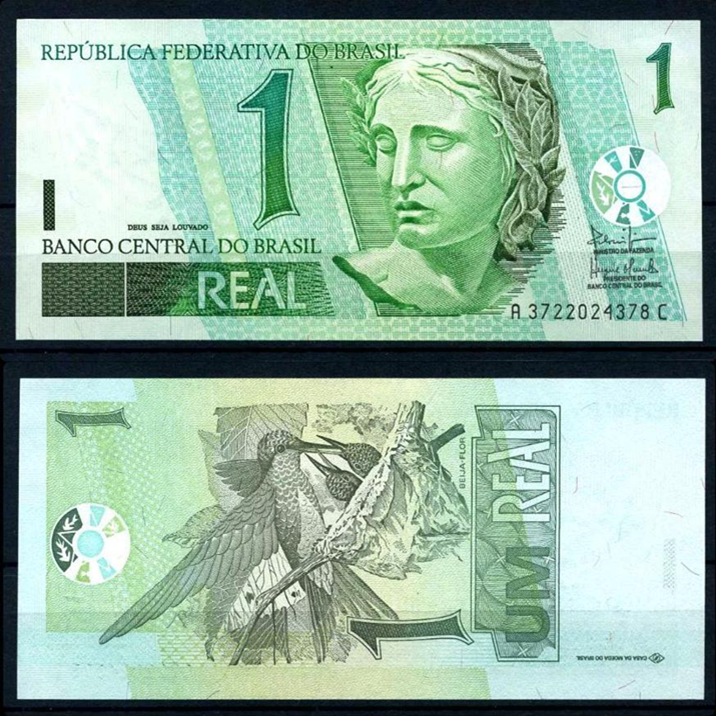 REPÚBLICA FEDERATIVA DO BRASIL
1
1
DEUS SEJA LOUVADO
BANCO CENTRAL DO BRASIL
REAL
MINISTRO DA FAZENDA
PRESIDENTE DO
BANCO CENTRAL DO BRASIL
A 3722024378 C
1
BEIJA-FLOR
UM REAL
1
CASA DA MOEDA DO BRASIL